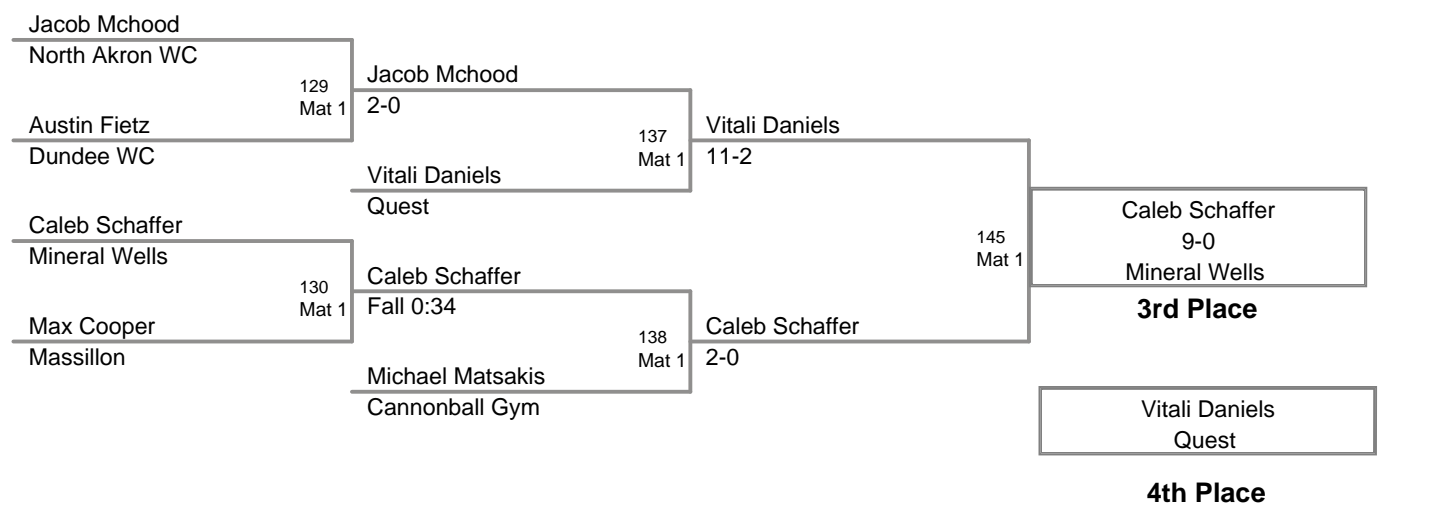 Jacob Mchood
North Akron WC
129
Mat 1
Austin Fietz
Dundee WC
Jacob Mchood
2-0
137
Mat 1
Vitali Daniels
Quest
Vitali Daniels
11-2
Caleb Schaffer
Mineral Wells
130
Mat 1
Max Cooper
Massillon
Caleb Schaffer
Fall 0:34
138
Mat 1
Michael Matsakis
Cannonball Gym
Caleb Schaffer
2-0
145
Mat 1
Caleb Schaffer
9-0
Mineral Wells
3rd Place
Vitali Daniels
Quest
4th Place